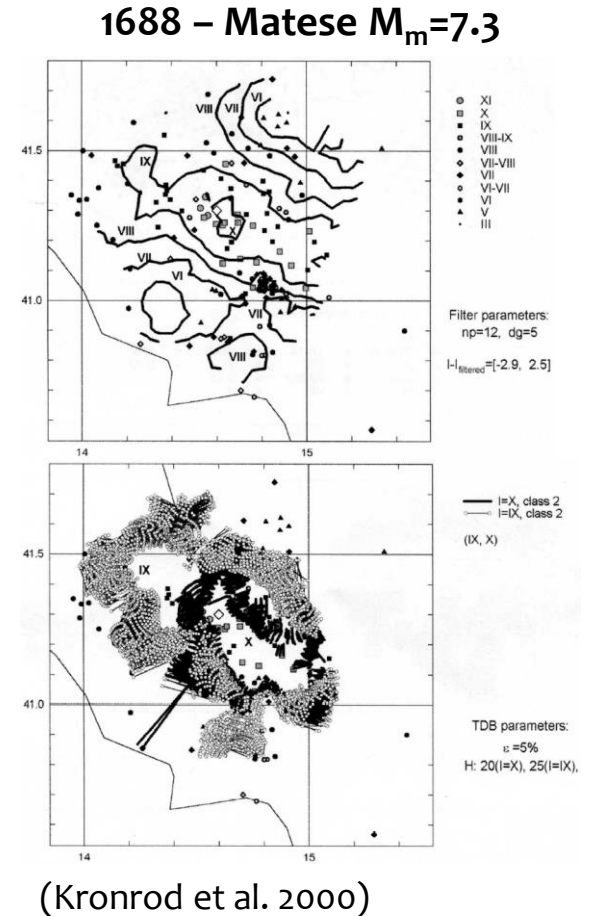 1688 – Matese Mm=7.3
VIII
VII
VI
IX
X
VIII
VII
VI
VII
VIII
41.5
41.0
14
15
XI
X
IX
VIII-IX
VIII
VII-VIII
VII
VI-VII
VI
V
III
Filter parameters:
np=12, dg=5
I-Ifiltered=[-2.9, 2.5]
41.5
41.0
14
15
IX
X
I=X, class 2
I=IX, class 2
(IX, X)
TDB parameters:
ε =5%
H: 20(I=X), 25(I=IX),
(Kronrod et al. 2000)